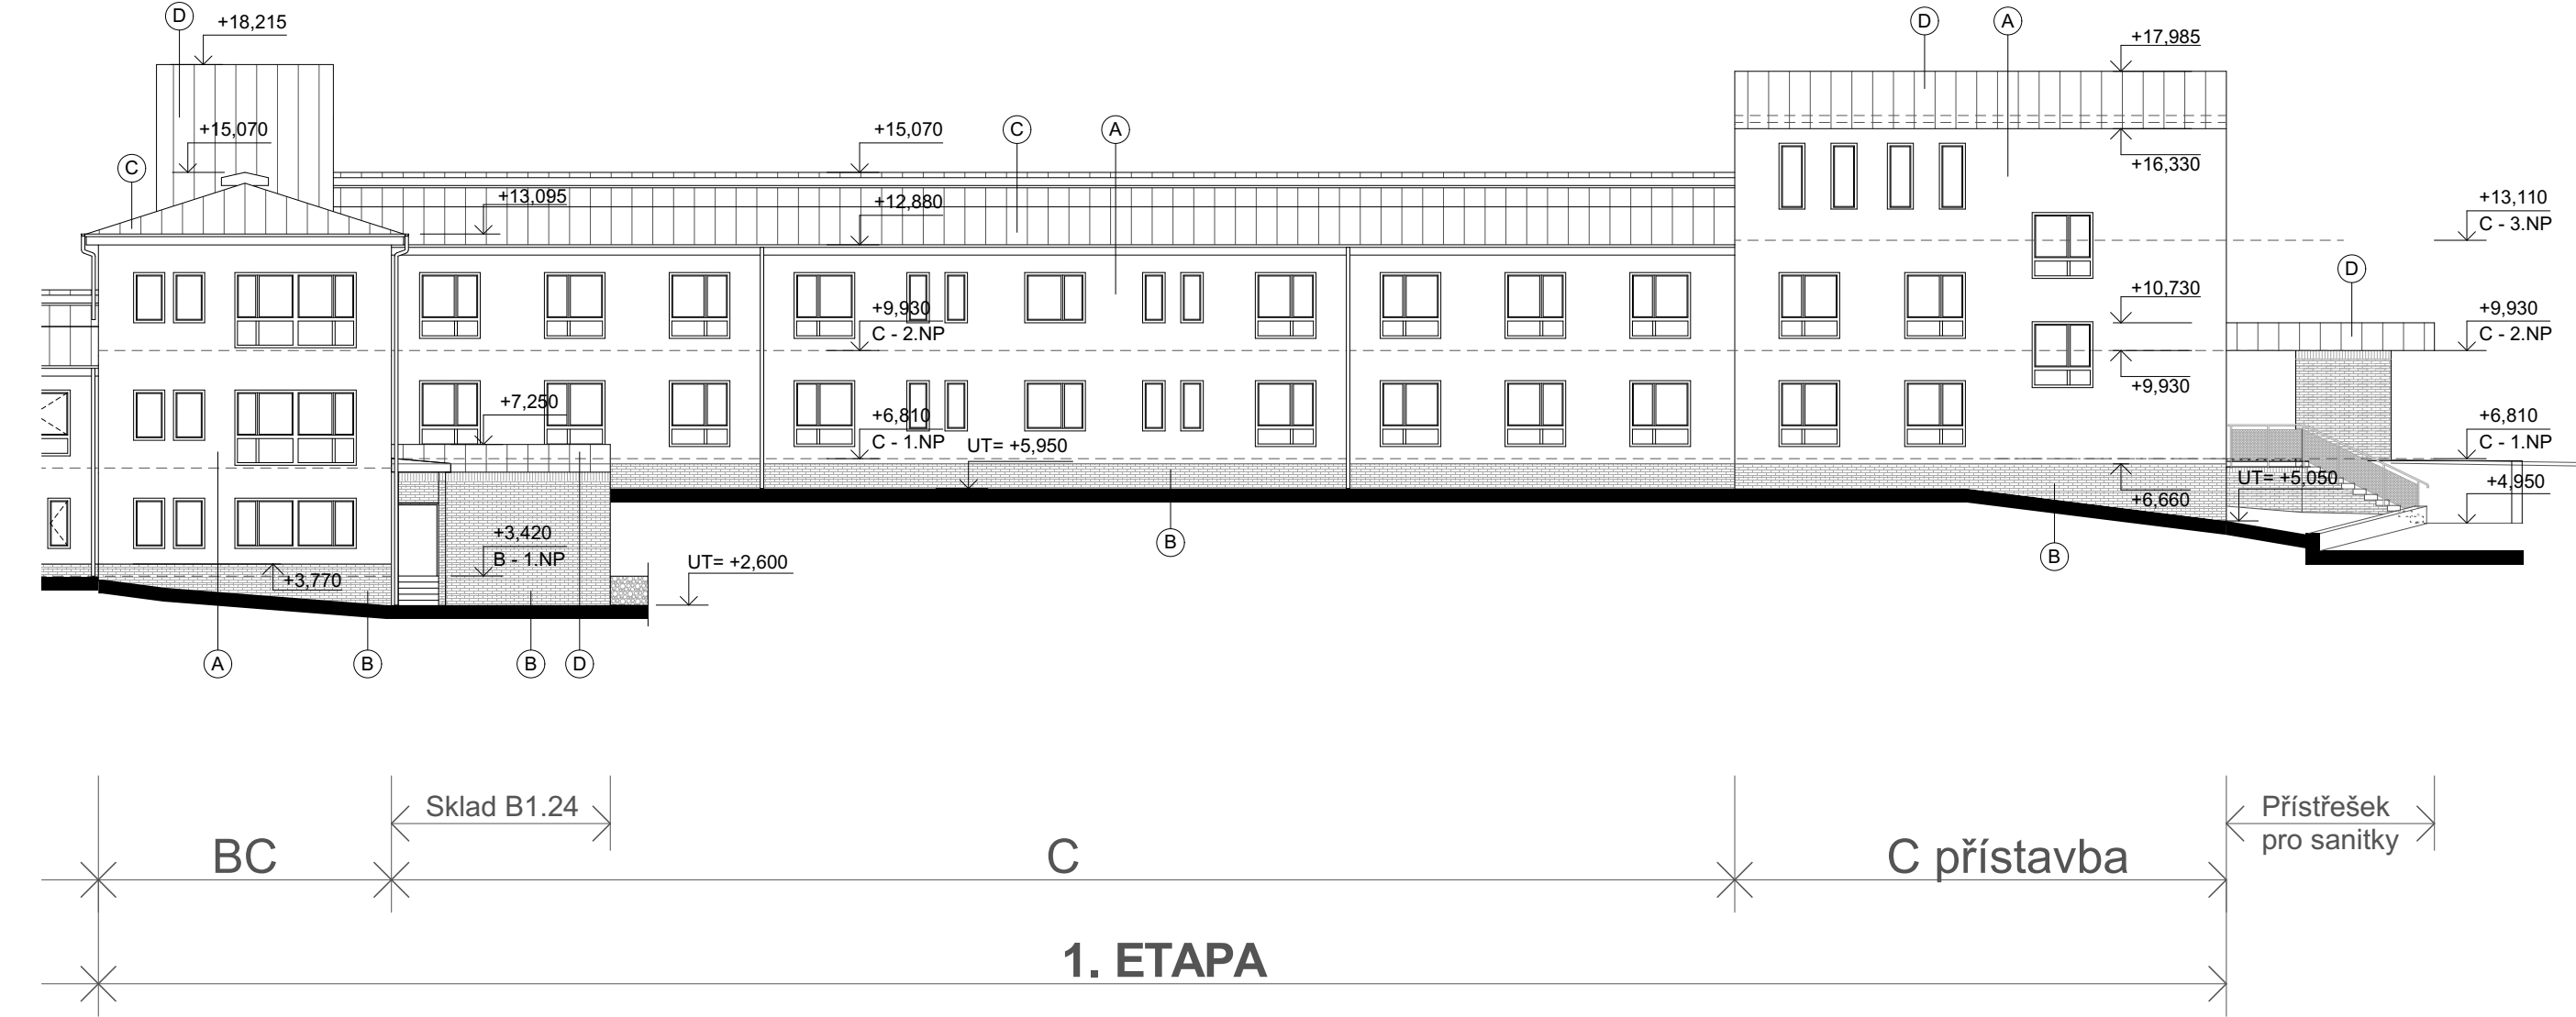 D
+18,215
D
A
+17,985
+15,070
+15,070
C
A
C
+16,330
+13,095
+12,880
+13,110
C - 3.NP
D
+10,730
+9,930
C - 2.NP
+9,930
C - 2.NP
+9,930
+7,250
+6,810
C - 1.NP
+6,810
C - 1.NP
UT= +5,950
UT= +5,050
+4,950
+6,660
+3,420
B - 1.NP
B
B
UT= +2,600
+3,770
A
B
B
D
Sklad B1.24
Přístřešek
pro sanitky
BC
C
C přístavba
1. ETAPA